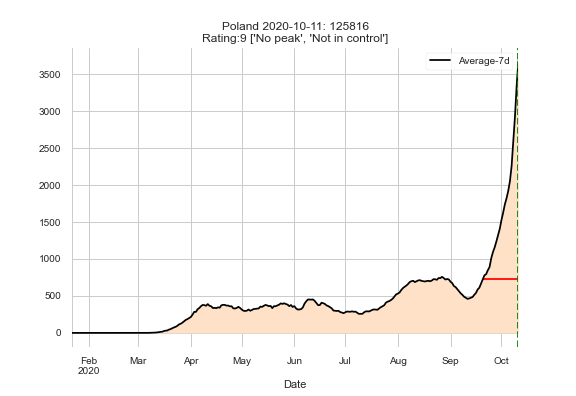 Poland 2020-10-11: 125816
Rating:9 ['No peak', 'Not in control']
Average-7d
3500
3000
2500
2000
1500
1000
500
0
Feb Mar Apr May Jun Jul Aug Sep Oct
2020
Date